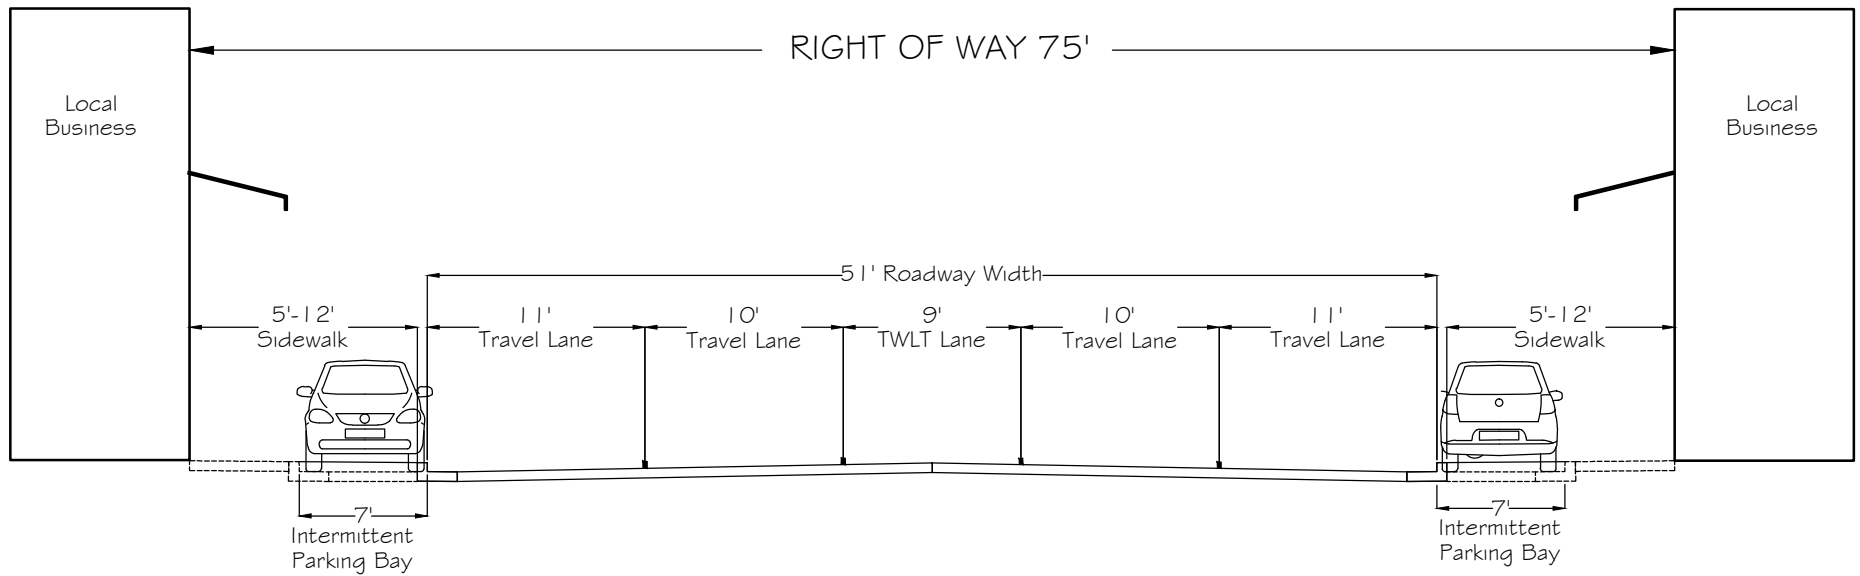 RIGHT OF WAY 75'
Local
Business
Local
Business
51' Roadway Width
5'-12'
Sidewalk
11'
Travel Lane
10'
Travel Lane
9'
TWLT Lane
10'
Travel Lane
11'
Travel Lane
5'-12'
Sidewalk
7'
Intermittent
Parking Bay
7'
Intermittent
Parking Bay